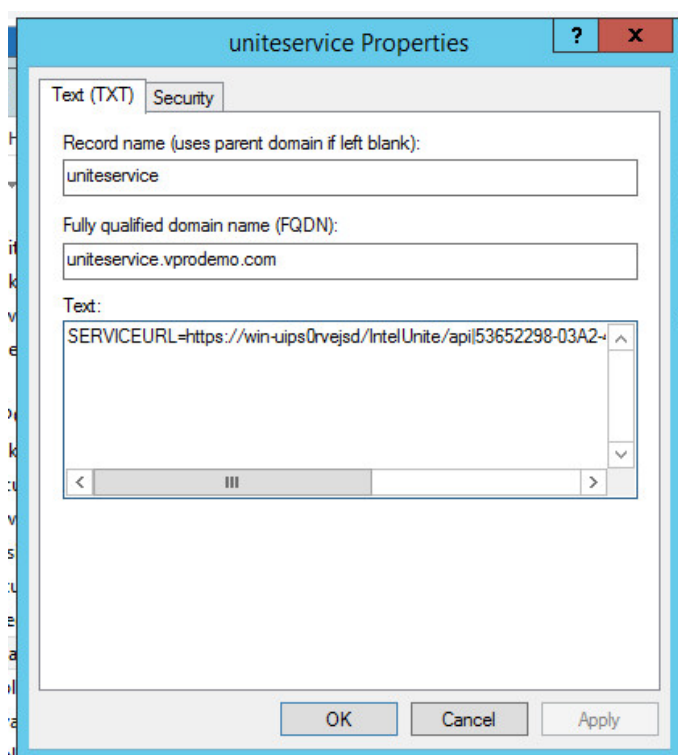 uniteservice Properties
? x
Text (TXT) Security
Record name (uses parent domain if left blank):
uniteservice
Fully qualified domain name (FQDN):
uniteservice.vprodemo.com
Text:
SERVICEURL=https://win-uips0rvejsd/IntelUnite/api|53652298-03A2-
OK Cancel Apply